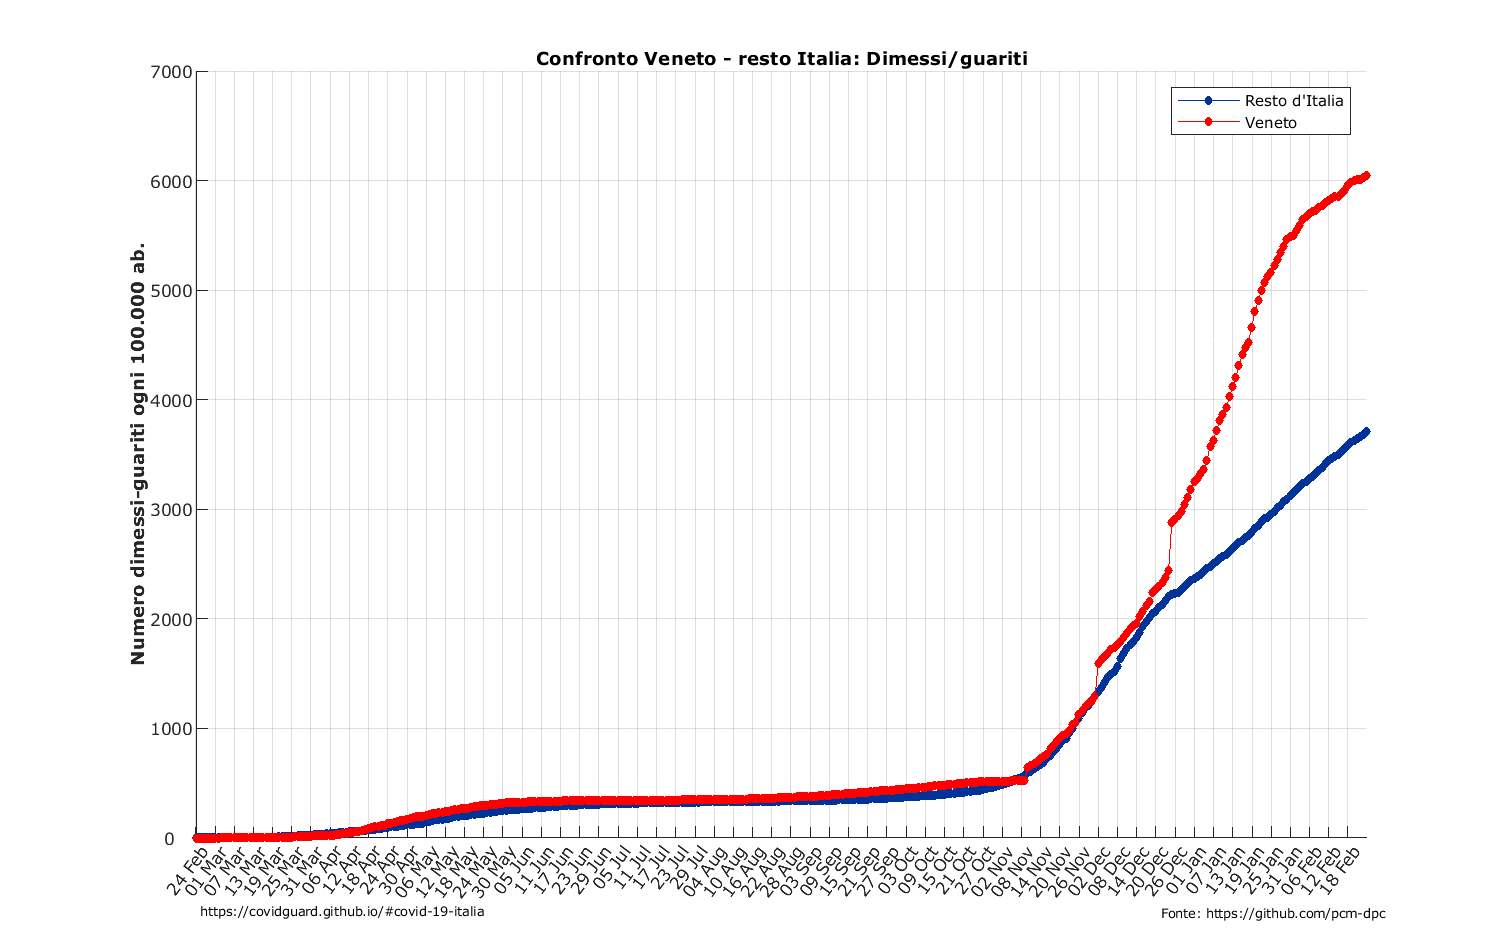 Confronto Veneto - resto Italia: Dimessi/guariti
Resto d'Italia
Veneto
Numero dimessi-guariti ogni 100.000 ab.
7000
6000
5000
4000
3000
2000
1000
0
24 Feb
01 Mar
07 Mar
13 Mar
19 Mar
25 Mar
31 Mar
06 Apr
12 Apr
18 Apr
24 Apr
30 Apr
06 May
12 May
18 May
24 May
30 May
05 Jun
11 Jun
17 Jun
23 Jun
29 Jun
05 Jul
11 Jul
17 Jul
23 Jul
29 Jul
04 Aug
10 Aug
16 Aug
22 Aug
28 Aug
03 Sep
09 Sep
15 Sep
21 Sep
27 Sep
03 Oct
09 Oct
15 Oct
21 Oct
27 Oct
02 Nov
08 Nov
14 Nov
20 Nov
26 Nov
02 Dec
08 Dec
14 Dec
20 Dec
26 Dec
01 Jan
07 Jan
13 Jan
19 Jan
25 Jan
31 Jan
06 Feb
12 Feb
18 Feb
https://covidguard.github.io/#covid-19-italia
Fonte: https://github.com/pcm-dpc